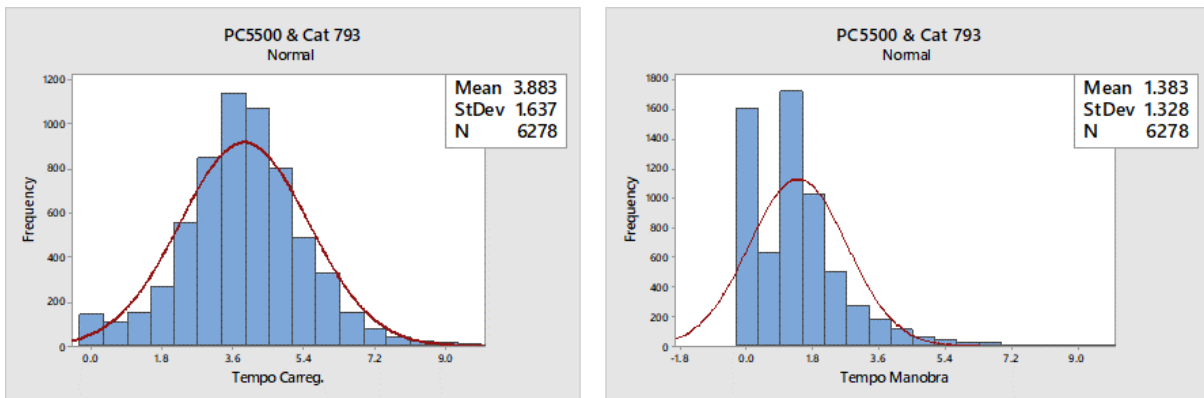 PC5500 & Cat 793
Normal
Mean 3.883
StDev 1.637
N 6278
1200
1000
800
600
400
200
0
Frequency
0.0 1.8 3.6 5.4 7.2 9.0
Tempo Carreg.
PC5500 & Cat 793
Normal
Mean 1.383
StDev 1.328
N 6278
1800
1600
1400
1200
1000
800
600
400
200
0
Frequency
-1.8 0.0 1.8 3.6 5.4 7.2 9.0
Tempo Manobra